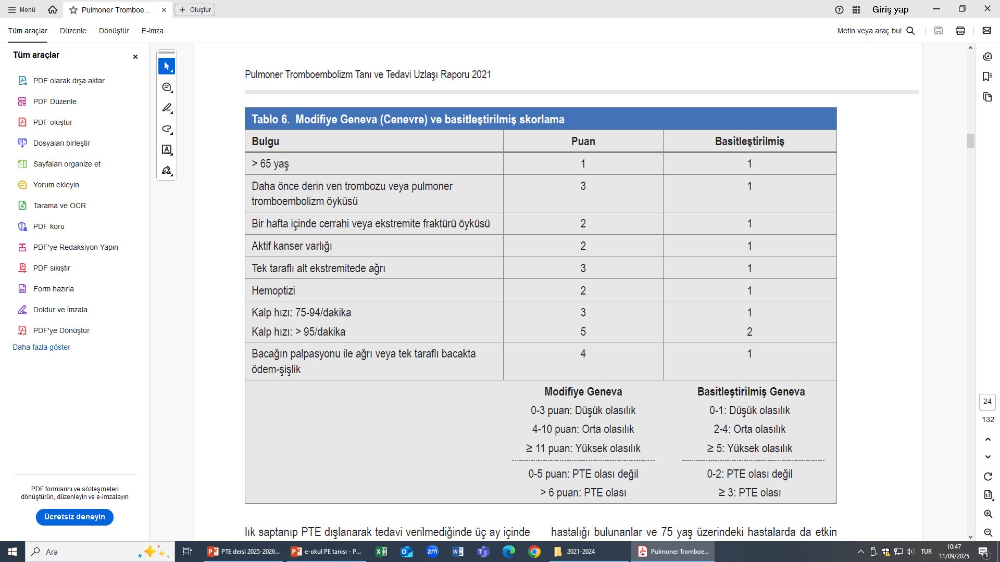 Menü
Pulmoner Tromboe...
Oluştur
Giriş yap
Tüm araçlar
Düzenle
Dönüştür
E-imza
Metin veya araç bul
Tüm araçlar
PDF olarak dışa aktar
PDF Düzenle
PDF oluştur
Dosyaları birleştir
Sayfaları organize et
Yorum ekleyin
Tarama ve OCR
PDF koru
PDF'ye Redaksiyon Yapın
PDF sıkıştır
Form hazırla
Doldur ve İmzala
PDF'ye Dönüştür
Daha fazla göster
PDF formlarını ve sözleşmeleri
dönüştürün, düzenleyin ve e-imzalayın
Ücretsiz deneyin
Pulmoner Tromboembolizm Tanı ve Tedavi Uzlaşı Raporu 2021
Tablo 6. Modifiye Geneva (Cenevre) ve basitleştirilmiş skorlama
Bulgu Puan Basitleştirilmiş
> 65 yaş 1 1
Daha önce derin ven trombozu veya pulmoner 3 1
tromboembolizm öyküsü
Bir hafta içinde cerrahi veya ekstremite fraktürü öyküsü 2 1
Aktif kanser varlığı 2 1
Tek taraflı alt ekstremitede ağrı 3 1
Hemoptizi 2 1
Kalp hızı: 75-94/dakika 3 1
Kalp hızı: > 95/dakika 5 2
Bacağın palpasyonu ile ağrı veya tek taraflı bacakta 4 1
ödem-şişlik
Modifiye Geneva Basitleştirilmiş Geneva
0-3 puan: Düşük olasılık 0-1: Düşük olasılık
4-10 puan: Orta olasılık 2-4: Orta olasılık
≥ 11 puan: Yüksek olasılık ≥ 5: Yüksek olasılık
0-5 puan: PTE olası değil 0-2: PTE olası değil
> 6 puan: PTE olası ≥ 3: PTE olası
lık saptanıp PTE dışlanarak tedavi verilmediğinde üç ay içinde
hastalığı bulunanlar ve 75 yaş üzerindeki hastalarda da etkin
24
132
Ara
PTE dersi 2025-2026...
e-okul PE tanısı - P...
2021-2024
Pulmoner Tromboe...
TUR
10:47
11/09/2025
1